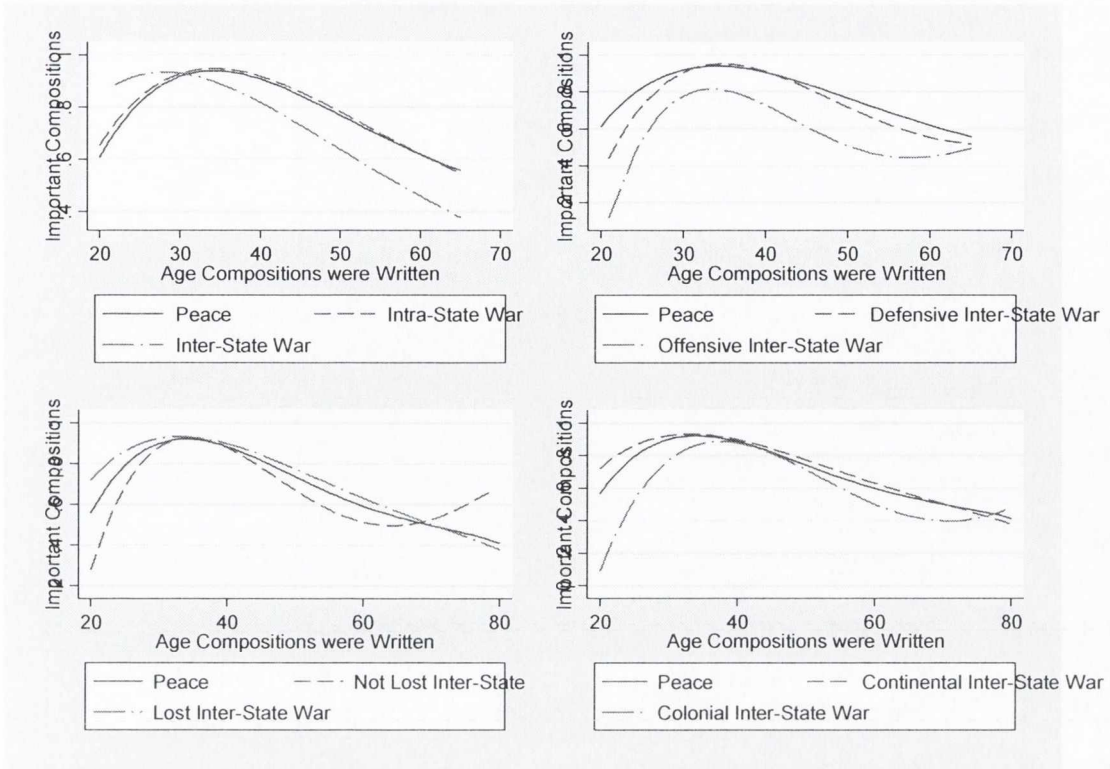 Important Compositions
.8
.6
.4
20 30 40 50 60 70
Age Compositions were Written
Peace Intra-State War
Inter-State War
Important Compositions
20 30 40 50 60 70
Age Compositions were Written
Peace Defensive Inter-State War
Offensive Inter-State War
Important Compositions
20 40 60 80
Age Compositions were Written
Peace Not Lost Inter-State
Lost Inter-State War
Important Compositions
20 40 60 80
Age Compositions were Written
Peace Continental Inter-State War
Colonial Inter-State War